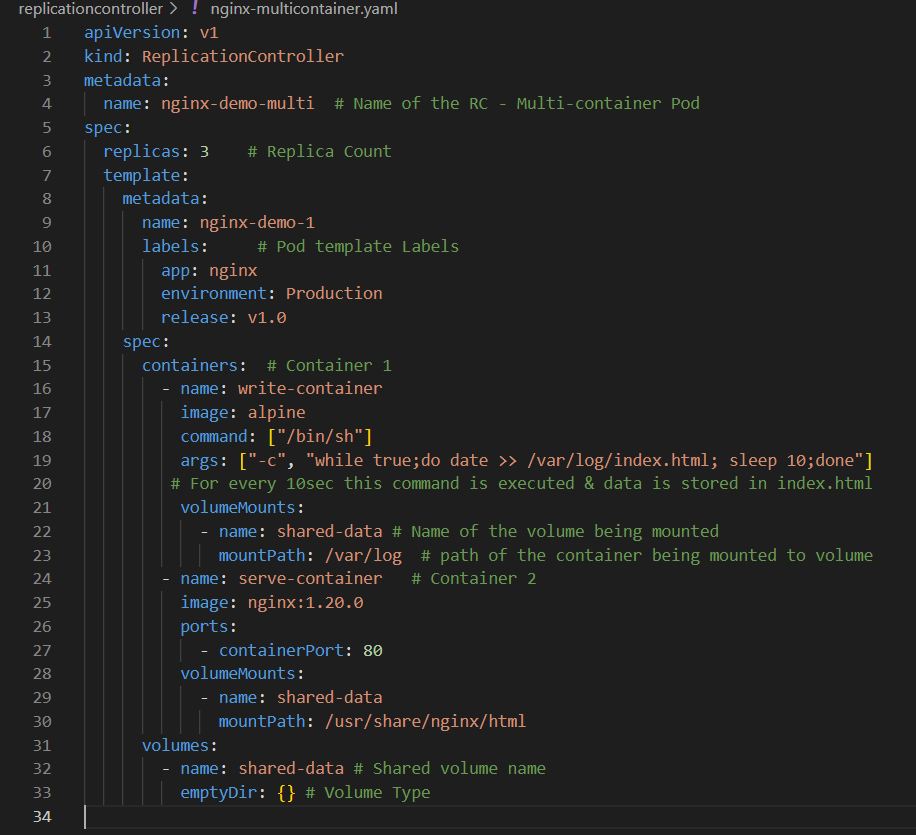 replicationcontroller > ! nginx-multicontainer.yaml
1 apiVersion: v1
2 kind: ReplicationController
3 metadata:
4   name: nginx-demo-multi  # Name of the RC - Multi-container Pod
5 spec:
6   replicas: 3    # Replica Count
7   template:
8     metadata:
9       name: nginx-demo-1
10       labels:     # Pod template Labels
11         app: nginx
12         environment: Production
13         release: v1.0
14     spec:
15       containers:  # Container 1
16         - name: write-container
17           image: alpine
18           command: ["/bin/sh"]
19           args: ["-c", "while true;do date >> /var/log/index.html; sleep 10;done"]
20          # For every 10sec this command is executed & data is stored in index.html
21           volumeMounts:
22             - name: shared-data # Name of the volume being mounted
23               mountPath: /var/log  # path of the container being mounted to volume
24         - name: serve-container   # Container 2
25           image: nginx:1.20.0
26           ports:
27             - containerPort: 80
28           volumeMounts:
29             - name: shared-data
30               mountPath: /usr/share/nginx/html
31       volumes:
32         - name: shared-data # Shared volume name
33           emptyDir: {} # Volume Type
34